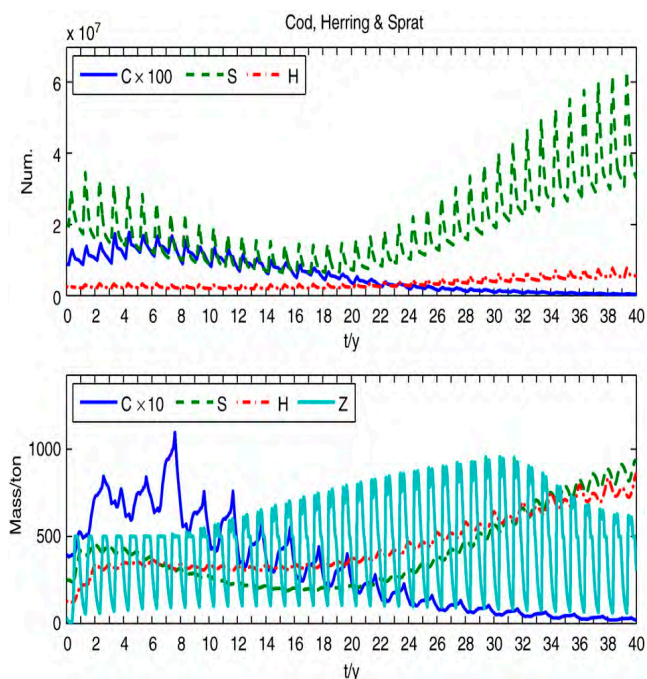 Cod, Herring & Sprat
x 10⁷
C × 100 S H
6
4
2
0
Num.
0 2 4 6 8 10 12 14 16 18 20 22 24 26 28 30 32 34 36 38 40
t/y
C ×10 S H Z
1000
500
0
Mass/ton
0 2 4 6 8 10 12 14 16 18 20 22 24 26 28 30 32 34 36 38 40
t/y